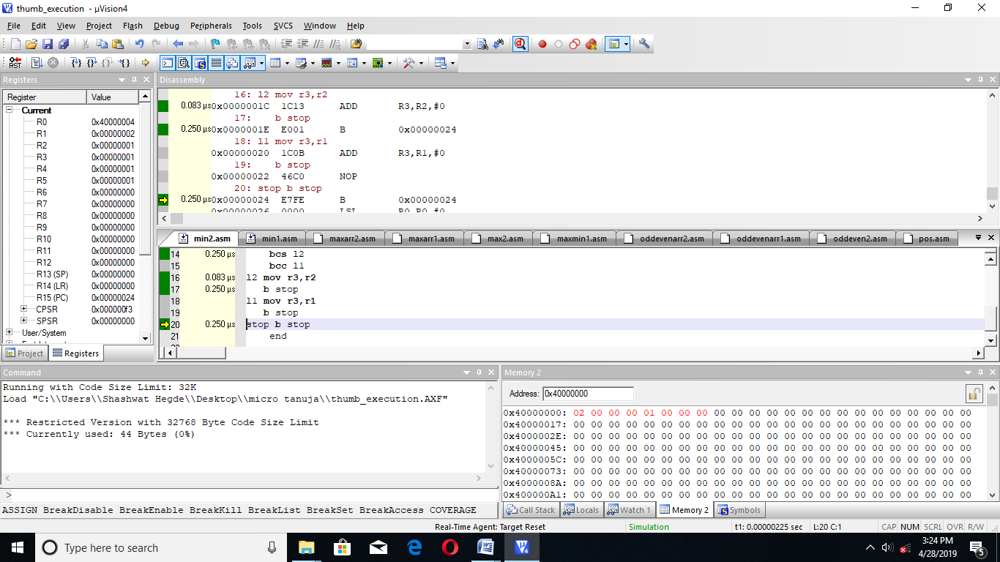 thumb_execution - µVision4
File Edit View Project Flash Debug Peripherals Tools SVCS Window Help
Registers
Register Value
Current
R0 0x40000004
R1 0x00000002
R2 0x00000001
R3 0x00000001
R4 0x00000001
R5 0x00000001
R6 0x00000000
R7 0x00000000
R8 0x00000000
R9 0x00000000
R10 0x00000000
R11 0x00000000
R12 0x00000000
R13 (SP) 0x00000000
R14 (LR) 0x00000000
R15 (PC) 0x00000024
CPSR 0x000000f3
SPSR 0x00000000
User/System
Project Registers
Disassembly
16: l2 mov r3,r2
0.083 µs 0x0000001C 1C13 ADD R3,R2,#0
17: b stop
0.250 µs 0x0000001E E001 B 0x00000024
18: l1 mov r3,r1
0x00000020 1C0B ADD R3,R1,#0
19: b stop
0x00000022 46C0 NOP
20: stop b stop
0.250 µs 0x00000024 E7FE B 0x00000024
0x00000026 0000 LSL R0,R0,#0
min2.asm min1.asm maxarr2.asm maxarr1.asm max2.asm maxmin1.asm oddevenarr2.asm oddevenarr1.asm oddeven2.asm pos.asm
14 0.250 µs bcs l2
15 bcc l1
16 0.083 µs l2 mov r3,r2
17 0.250 µs b stop
18 l1 mov r3,r1
19 b stop
20 0.250 µs stop b stop
21 end
Command
Running with Code Size Limit: 32K
Load "C:\\Users\\Shashwat Hegde\\Desktop\\micro tanuja\\thumb_execution.AXF"
*** Restricted Version with 32768 Byte Code Size Limit
*** Currently used: 44 Bytes (0%)
>
ASSIGN BreakDisable BreakEnable BreakKill BreakList BreakSet BreakAccess COVERAGE
Memory 2
Address: 0x40000000
0x40000000: 02 00 00 00 01 00 00 00 00 00 00 00 00 00 00 00 00 00 00 00 00 00 00
0x40000017: 00 00 00 00 00 00 00 00 00 00 00 00 00 00 00 00 00 00 00 00 00 00 00
0x4000002E: 00 00 00 00 00 00 00 00 00 00 00 00 00 00 00 00 00 00 00 00 00 00 00
0x40000045: 00 00 00 00 00 00 00 00 00 00 00 00 00 00 00 00 00 00 00 00 00 00 00
0x4000005C: 00 00 00 00 00 00 00 00 00 00 00 00 00 00 00 00 00 00 00 00 00 00 00
0x40000073: 00 00 00 00 00 00 00 00 00 00 00 00 00 00 00 00 00 00 00 00 00 00 00
0x4000008A: 00 00 00 00 00 00 00 00 00 00 00 00 00 00 00 00 00 00 00 00 00 00 00
0x400000A1: 00 00 00 00 00 00 00 00 00 00 00 00 00 00 00 00 00 00 00 00 00 00 00
Call Stack Locals Watch 1 Memory 2 Symbols
Real-Time Agent: Target Reset Simulation t1: 0.00000225 sec L:20 C:1 CAP NUM SCRL OVR R/W
Type here to search
3:24 PM
4/28/2019
5